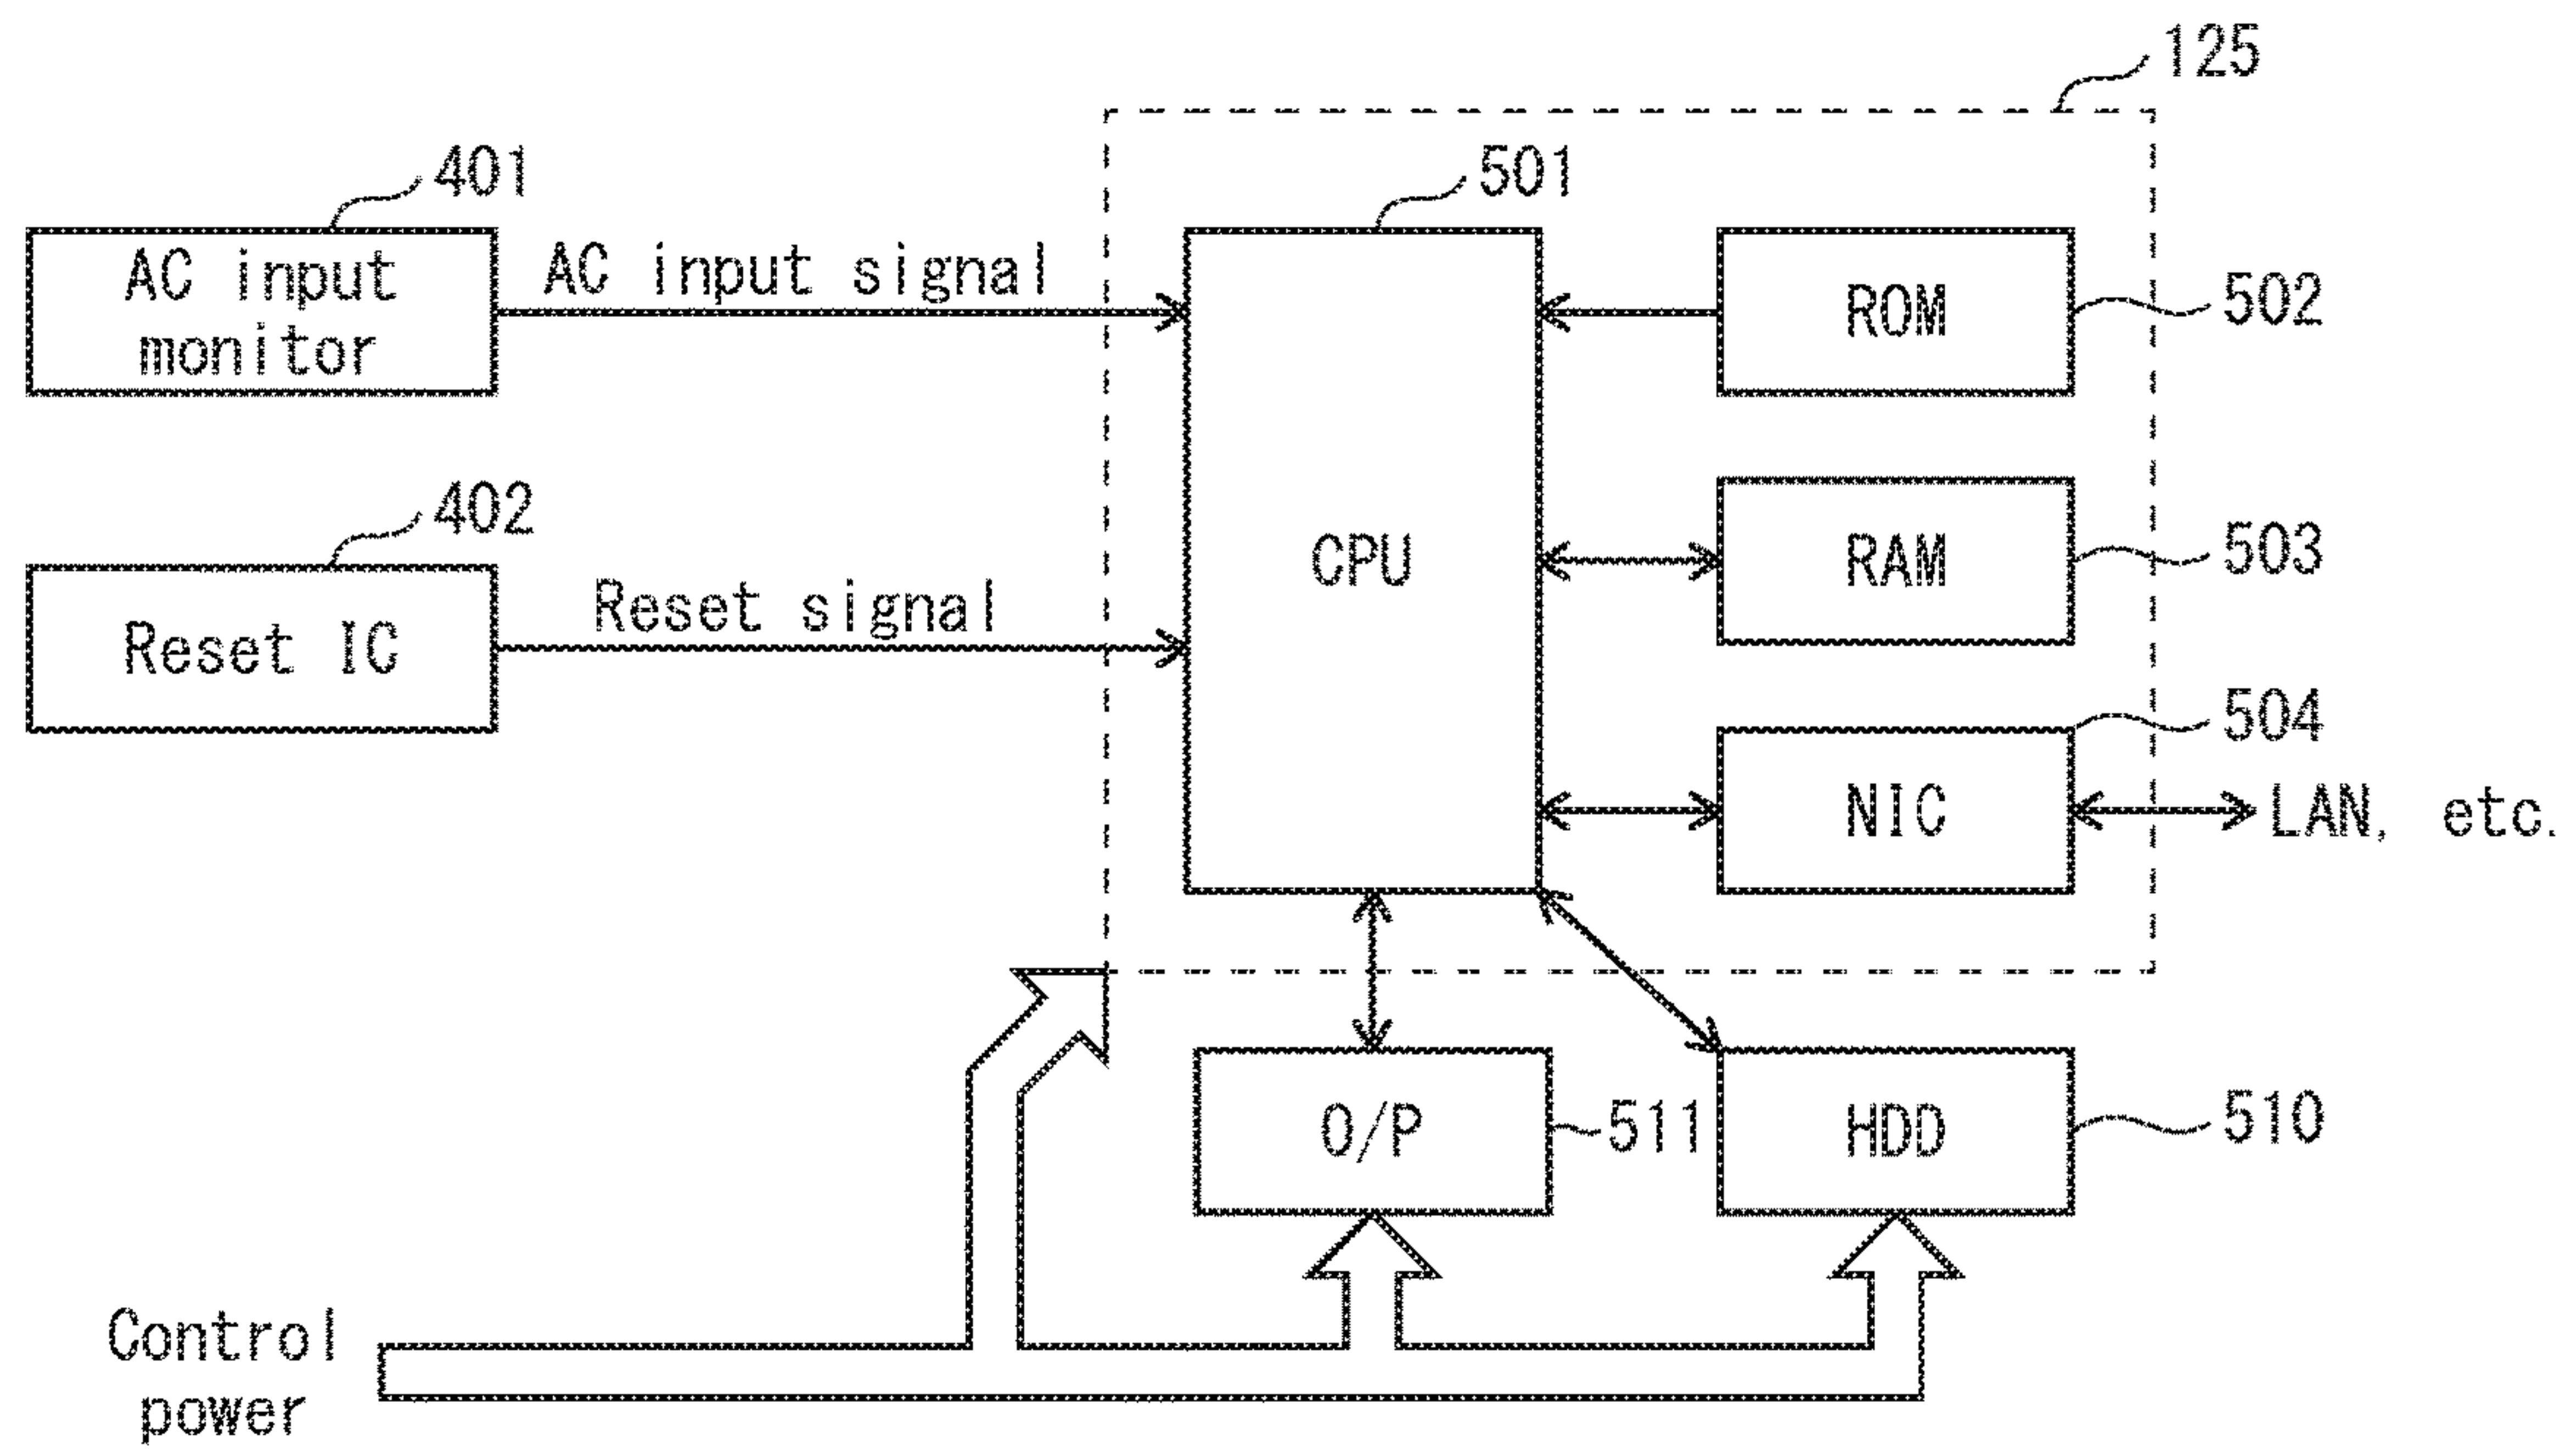 125
401
501
AC input
monitor
AC input signal
ROM
502
402
Reset IC
Reset signal
CPU
RAM
503
504
NIC
LAN, etc.
O/P
511
HDD
510
Control
power